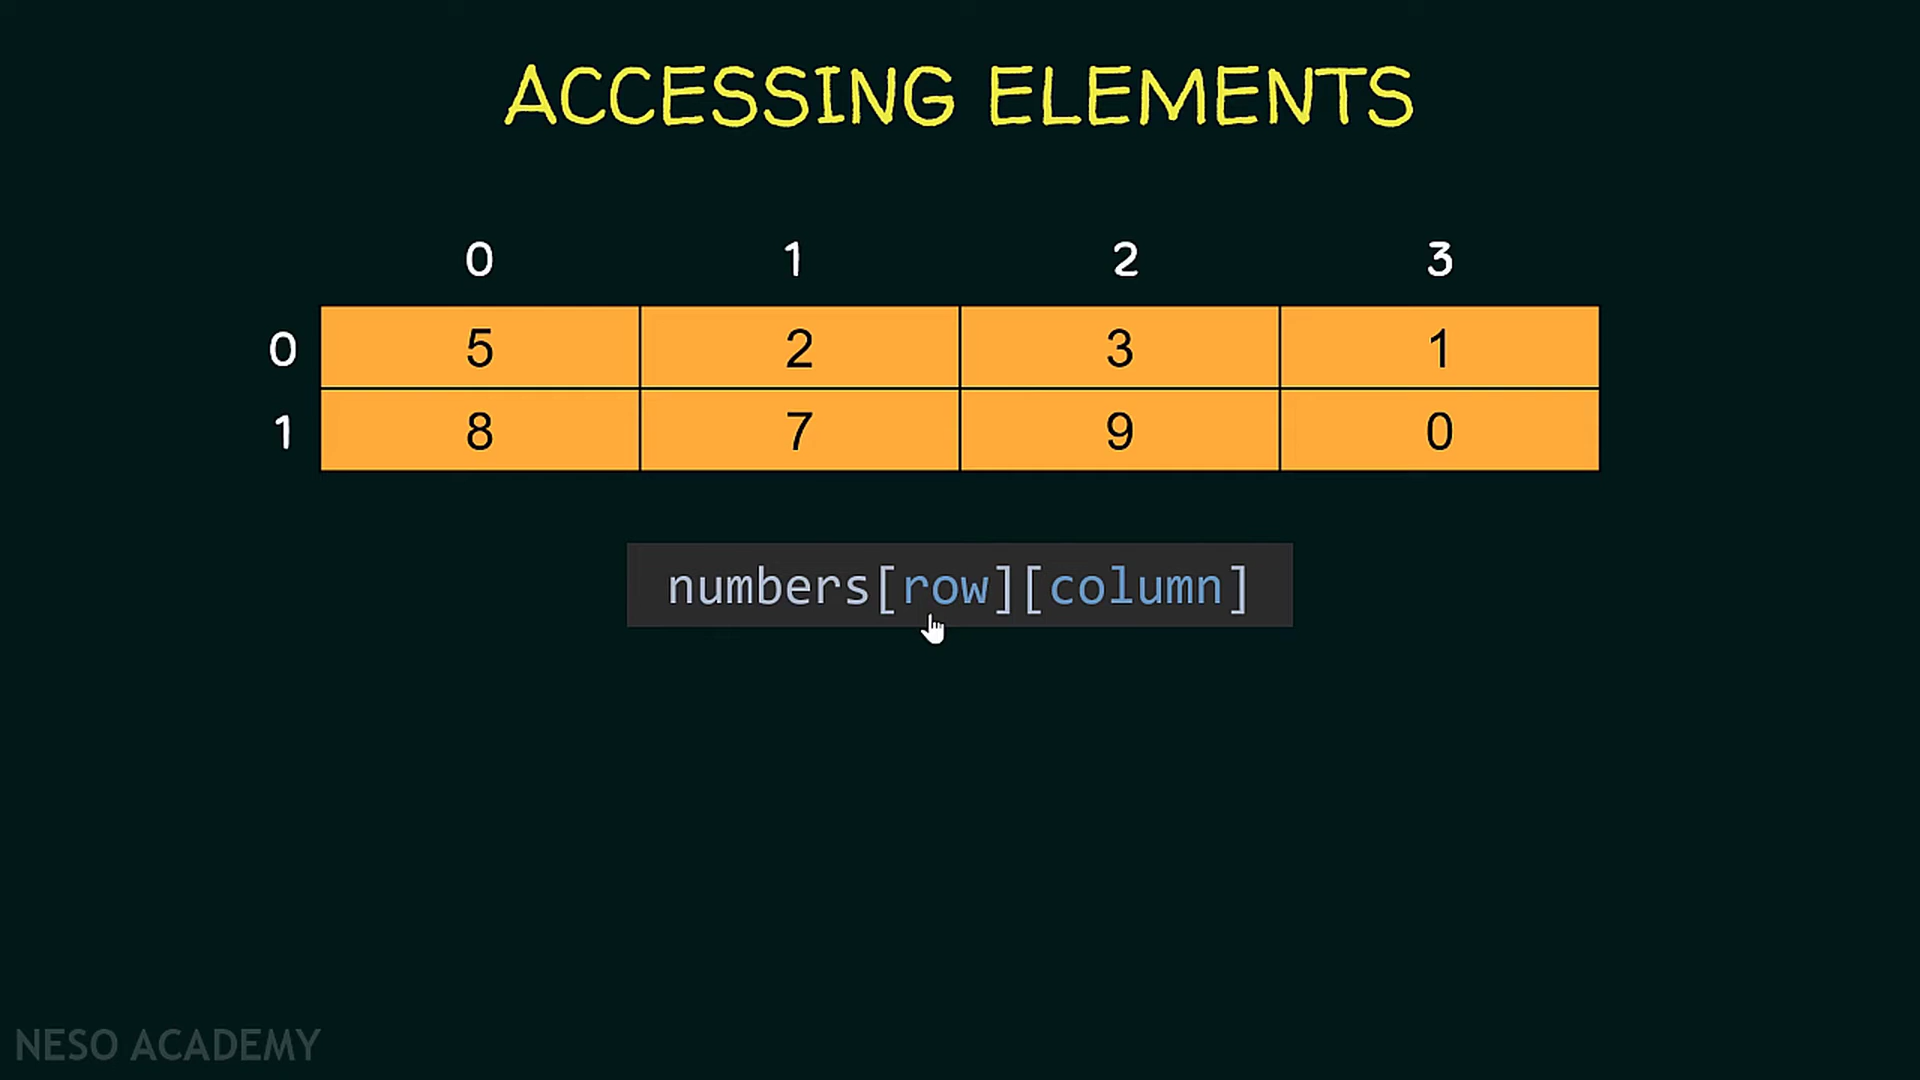 ACCESSING ELEMENTS
0 1 2 3
0 5 2 3 1
1 8 7 9 0
numbers[row][column]
NESO ACADEMY